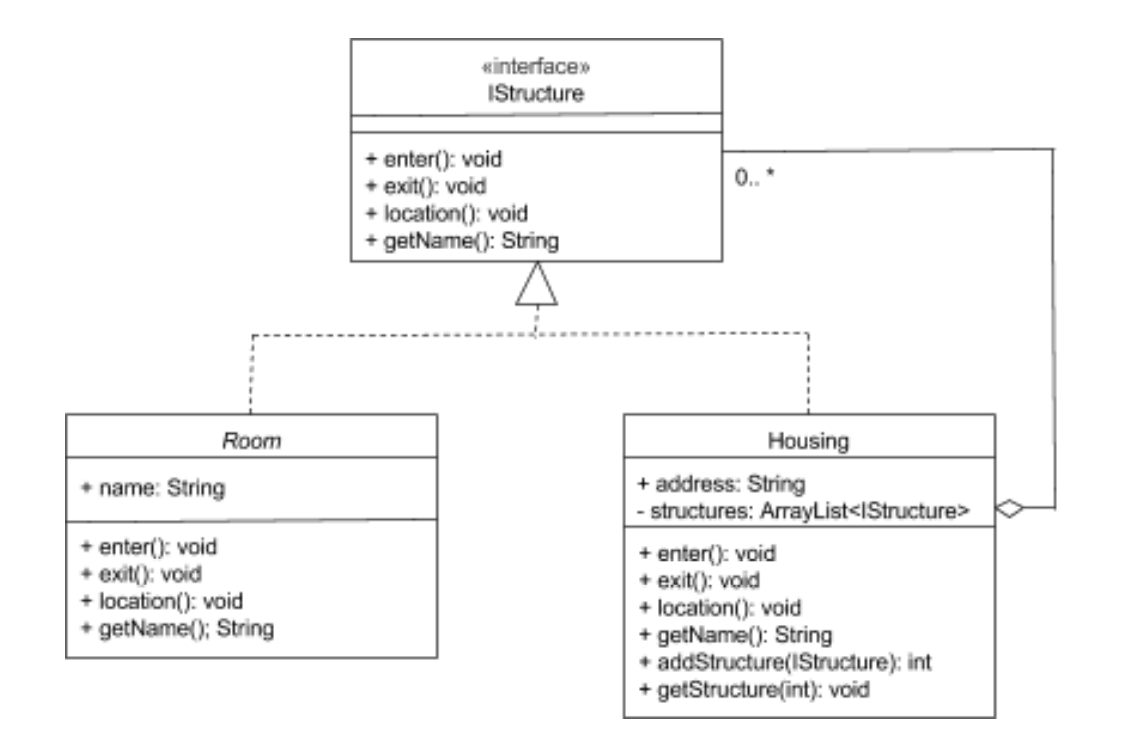 «interface»
IStructure
+ enter(): void
+ exit(): void
+ location(): void
+ getName(): String
0.. *
Room
+ name: String
+ enter(): void
+ exit(): void
+ location(): void
+ getName(); String
Housing
+ address: String
- structures: ArrayList<IStructure>
+ enter(): void
+ exit(): void
+ location(): void
+ getName(): String
+ addStructure(IStructure): int
+ getStructure(int): void